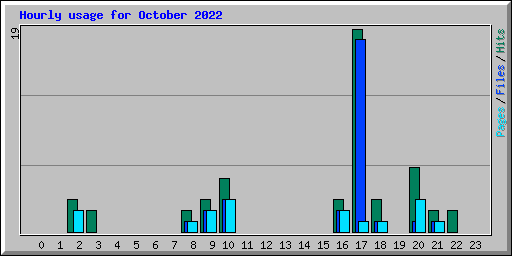 Hourly usage for October 2022
19
Pages/Files/Hits
0 1 2 3 4 5 6 7 8 9 10 11 12 13 14 15 16 17 18 19 20 21 22 23